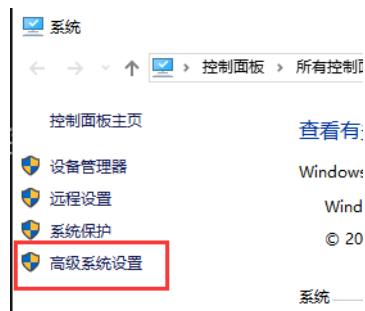 系统
控制面板 › 所有控制
控制面板主页
查看有
设备管理器
Windows
远程设置
Wind
系统保护
© 20
高级系统设置
系统